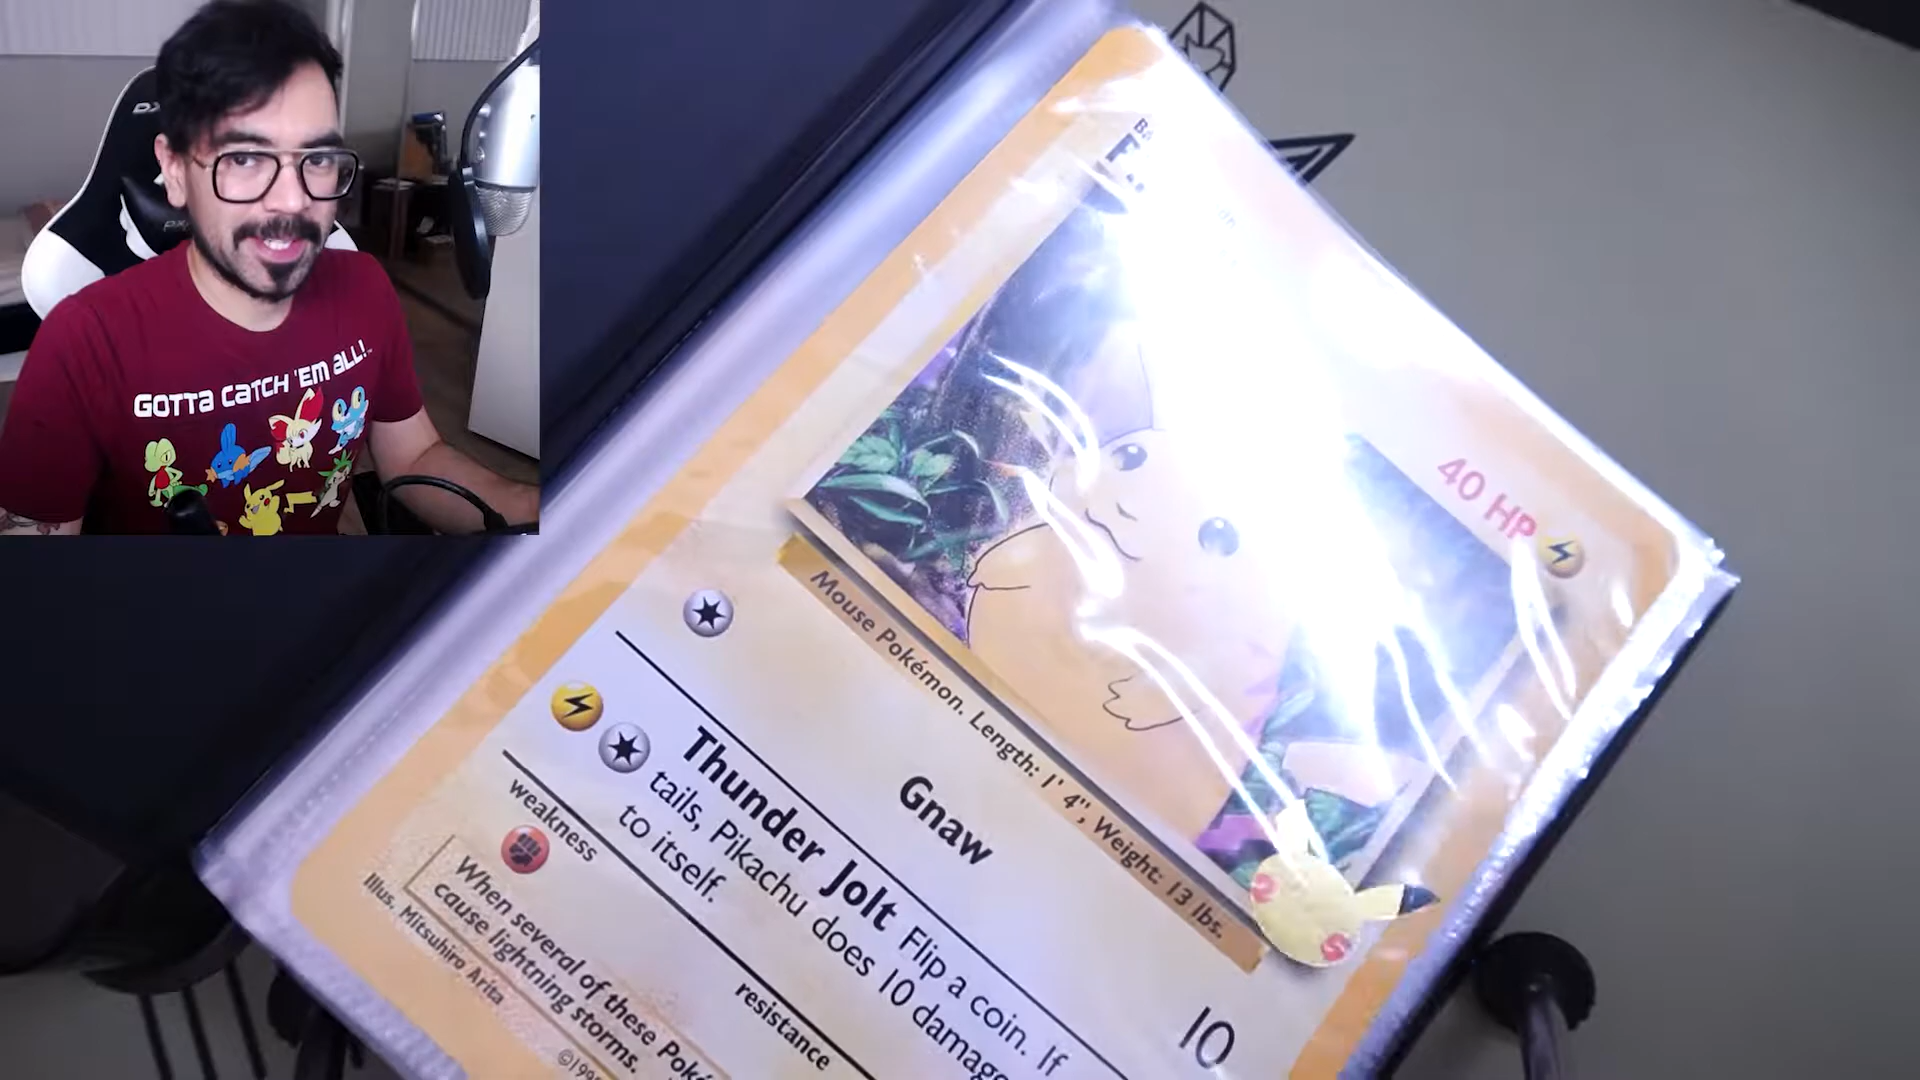 GOTTA CATCH 'EM ALL!
40 HP
Mouse Pokémon. Length: 1' 4", Weight: 13 lbs.
Gnaw
10
Thunder Jolt Flip a coin. If
tails, Pikachu does 10 damage
to itself.
weakness
resistance
When several of these Poké
cause lightning storms.
Illus. Mitsuhiro Arita